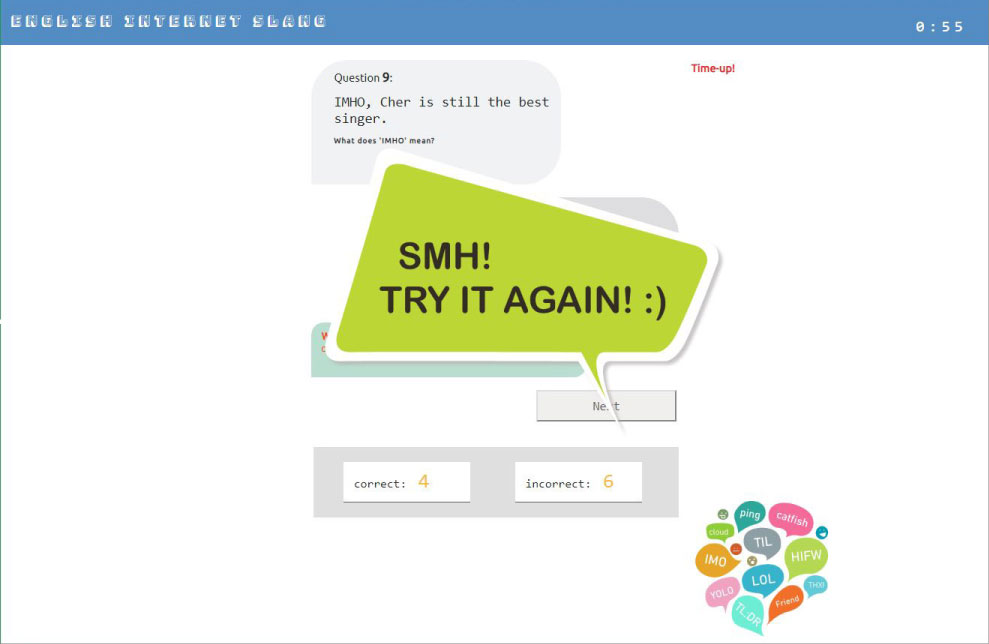 ENGLISH INTERNET SLANG
0:55
Question 9:
Time-up!
IMHO, Cher is still the best
singer.
What does 'IMHO' mean?
SMH!
TRY IT AGAIN! :)
Next
correct: 4
incorrect: 6
ping
catfish
cloud
TIL
IMO
HIFW
LOL
YOLO
THX!
Friend
TL;DR